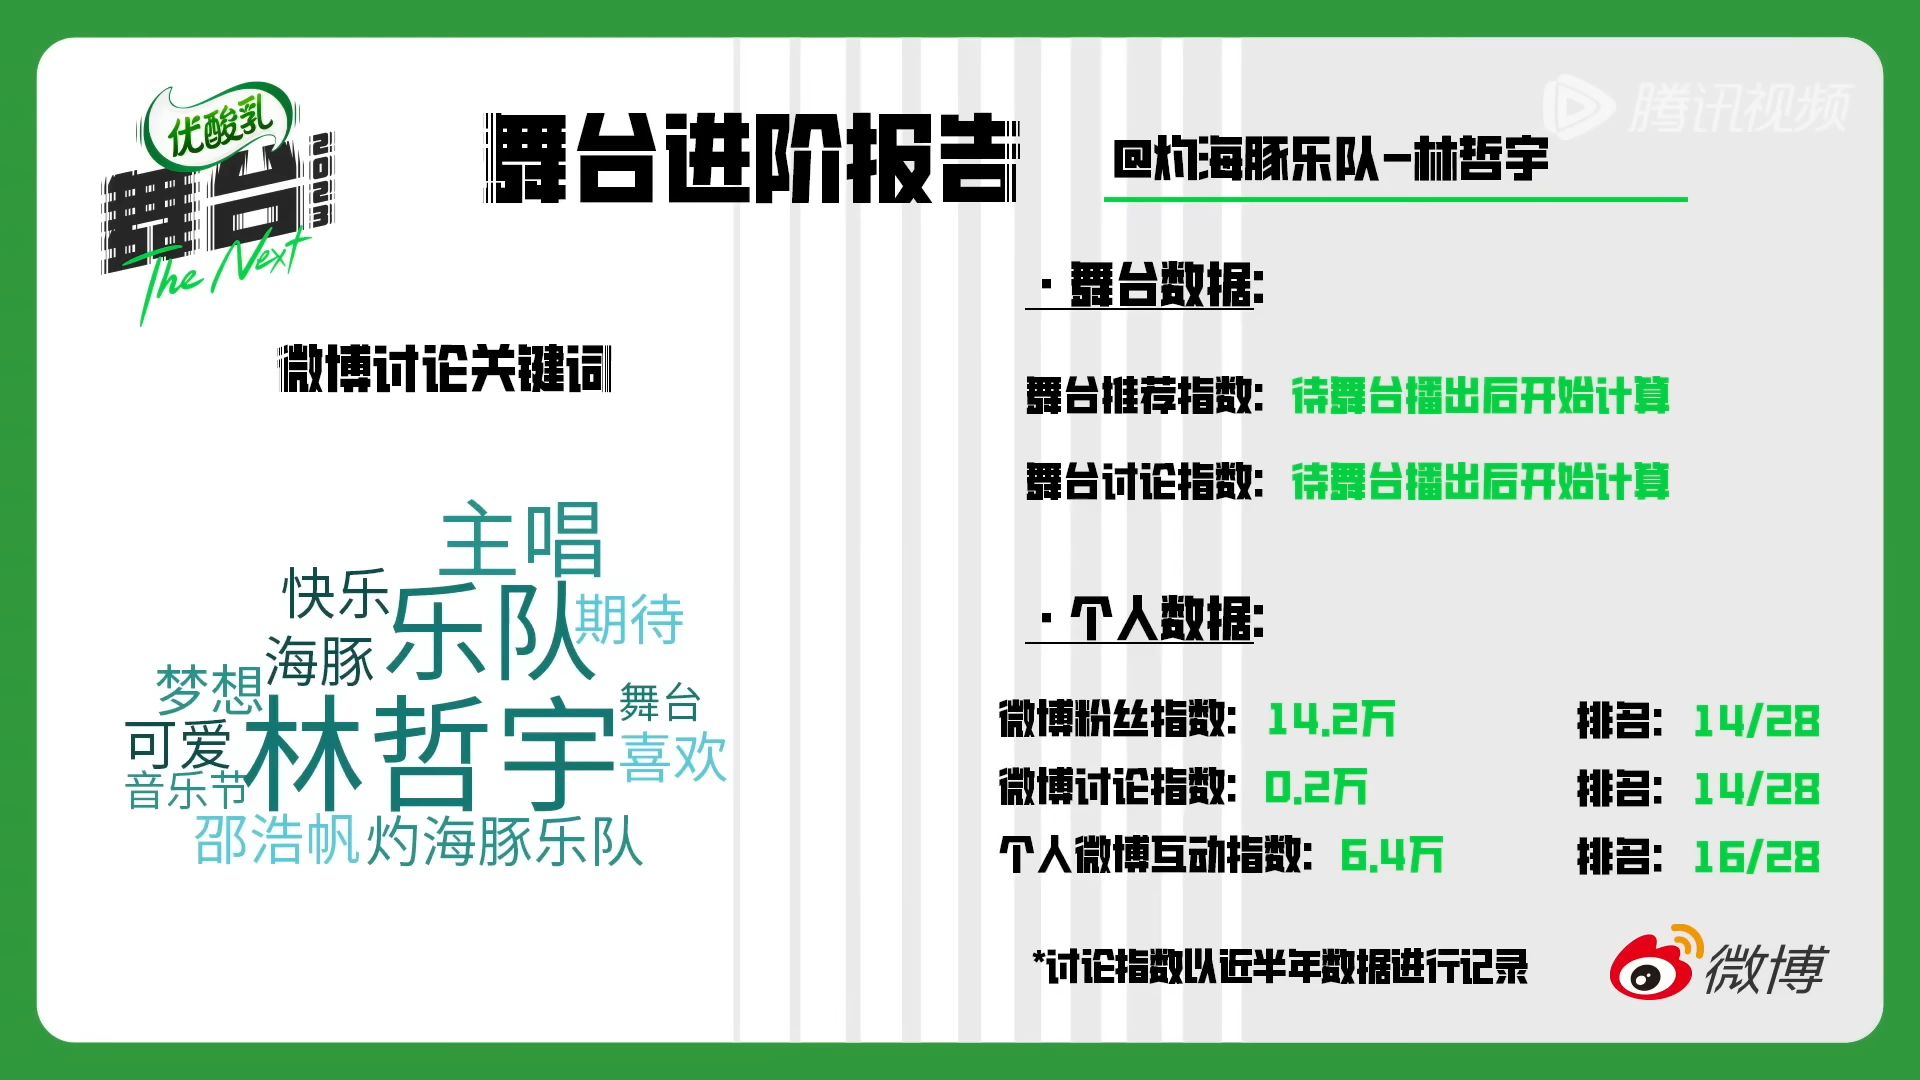 腾讯视频
优酸乳
舞台
2023
The Next
舞台进阶报告
@灼海豚乐队-林哲宇
微博讨论关键词
主唱
快乐
乐队
期待
海豚
梦想
林哲宇
舞台
可爱
喜欢
音乐节
邵浩帆
灼海豚乐队
·舞台数据:
舞台推荐指数: 待舞台播出后开始计算
舞台讨论指数: 待舞台播出后开始计算
·个人数据:
微博粉丝指数: 14.2万 排名: 14/28
微博讨论指数: 0.2万 排名: 14/28
个人微博互动指数: 6.4万 排名: 16/28
*讨论指数以近半年数据进行记录
微博